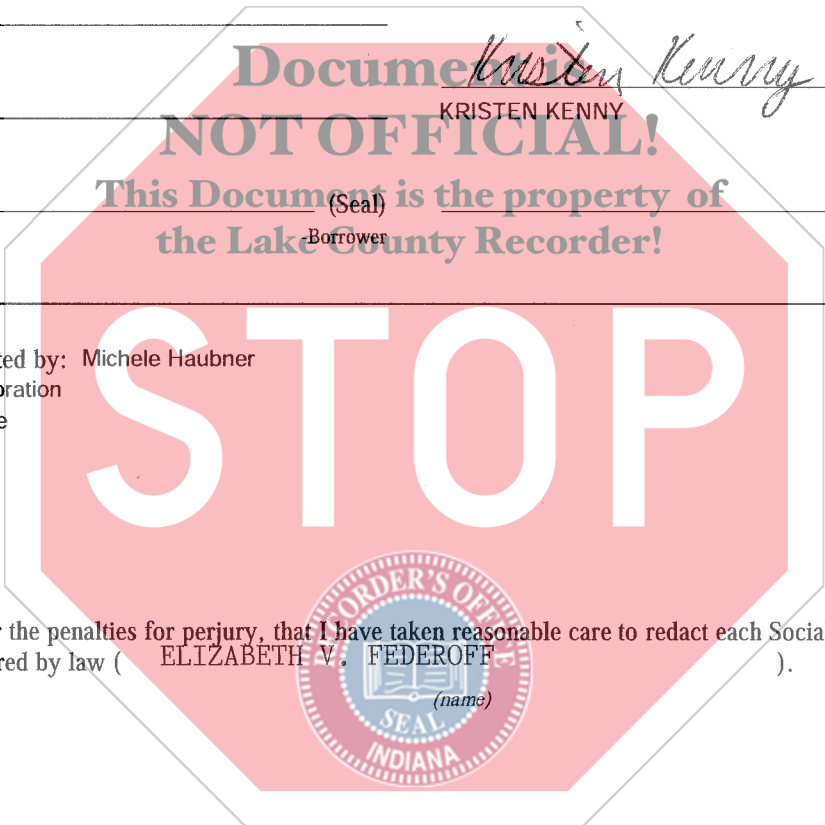 Document is
NOT OFFICIAL!
This Document is the property of
the Lake County Recorder!
Kristen Kenny
KRISTEN KENNY
(Seal)
-Borrower
ted by: Michele Haubner
oration
e
STOP
r the penalties for perjury, that I have taken reasonable care to redact each Socia
red by law ( ELIZABETH V. FEDEROFF ).
(name)
RECORDER'S OFFICE
SEAL
INDIANA